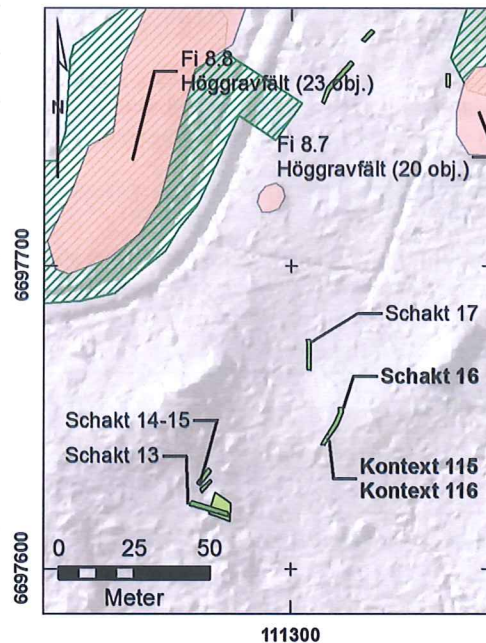 Fi 8.8
Höggravfält (23 obj.)
N
Fi 8.7
Höggravfält (20 obj.)
6697700
Schakt 17
Schakt 16
Schakt 14-15
Schakt 13
Kontext 115
Kontext 116
0 25 50
Meter
6697600
111300